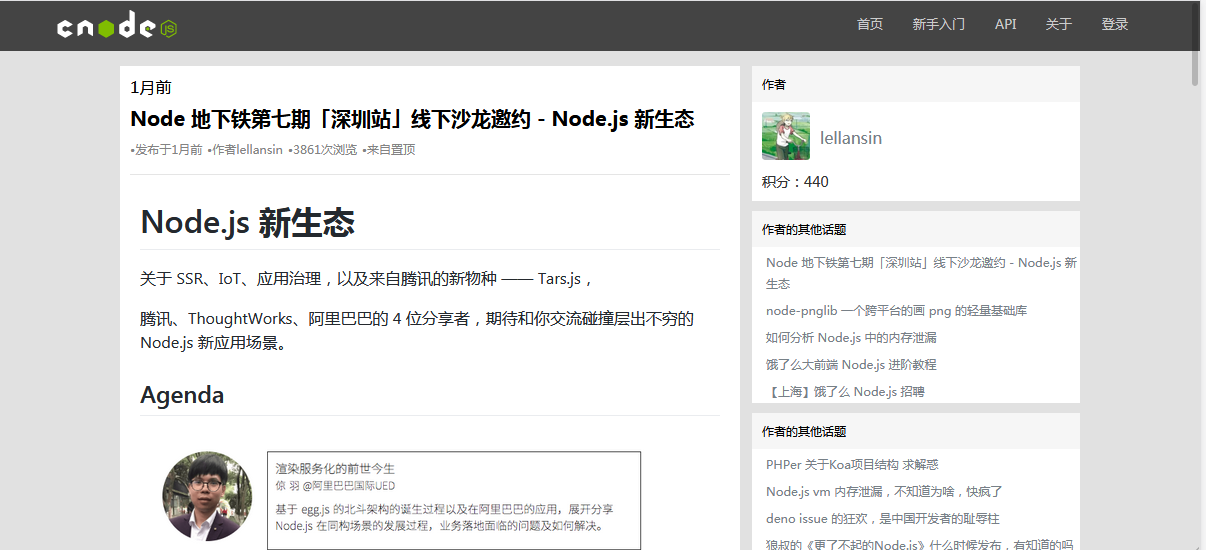 cnode JS
首页 新手入门 API 关于 登录
1月前
Node 地下铁第七期「深圳站」线下沙龙邀约 - Node.js 新生态
•发布于1月前 •作者lellansin •3861次浏览 •来自置顶
Node.js 新生态
关于 SSR、IoT、应用治理，以及来自腾讯的新物种 —— Tars.js，
腾讯、ThoughtWorks、阿里巴巴的 4 位分享者，期待和你交流碰撞层出不穷的
Node.js 新应用场景。
Agenda
渲染服务化的前世今生
倞 羽 @阿里巴巴国际UED
基于 egg.js 的北斗架构的诞生过程以及在阿里巴巴的应用，展开分享
Node.js 在同构场景的发展过程，业务落地面临的问题及如何解决。
作者
lellansin
积分：440
作者的其他话题
Node 地下铁第七期「深圳站」线下沙龙邀约 - Node.js 新
生态
node-pnglib 一个跨平台的画 png 的轻量基础库
如何分析 Node.js 中的内存泄漏
饿了么大前端 Node.js 进阶教程
【上海】饿了么 Node.js 招聘
作者的其他话题
PHPer 关于Koa项目结构 求解惑
Node.js vm 内存泄漏，不知道为啥，快疯了
deno issue 的狂欢，是中国开发者的耻辱柱
狼叔的《更了不起的Node.js》什么时候发布，有知道的吗